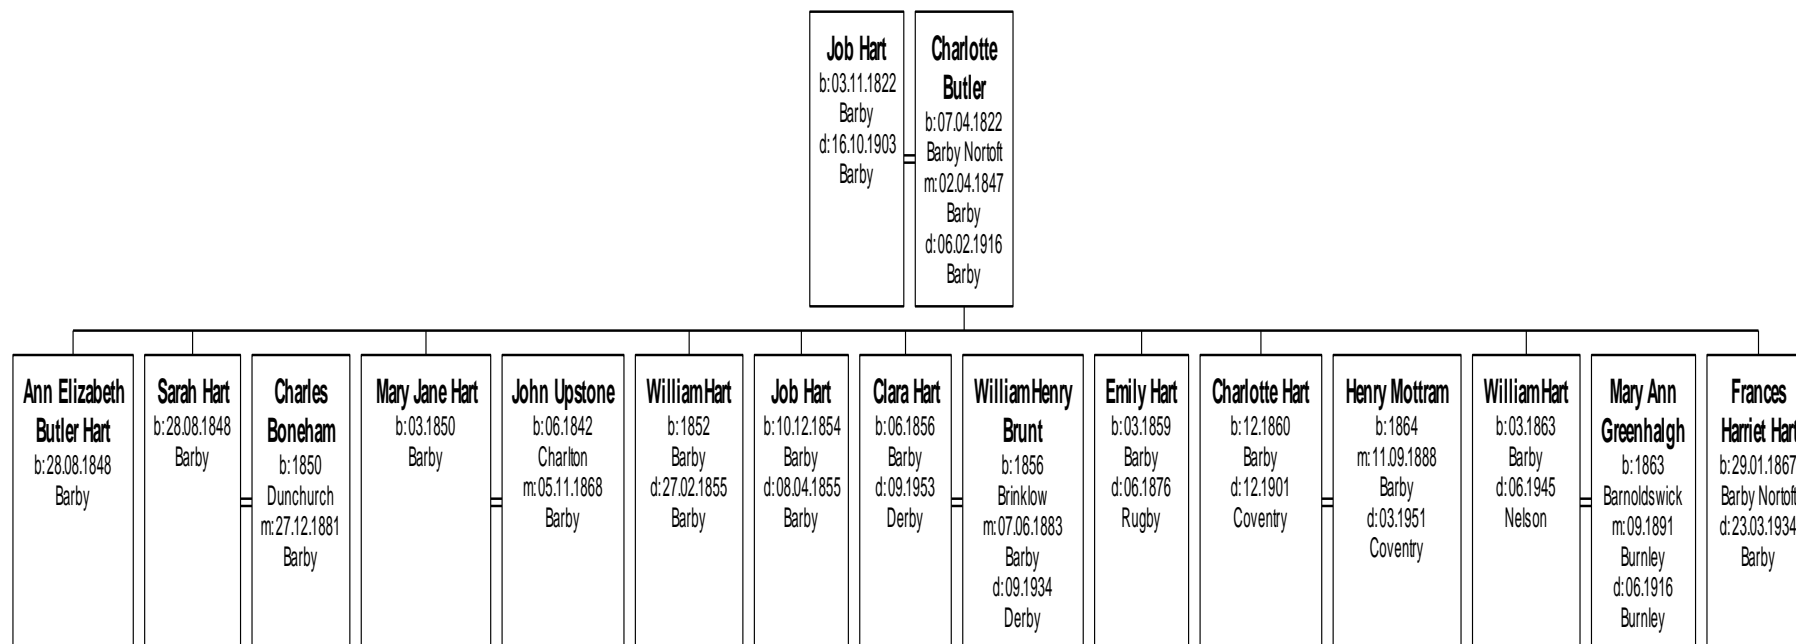 Job Hart
b:03.11.1822
Barby
d:16.10.1903
Barby
Charlotte
Butler
b:07.04.1822
Barby Nortoft
m:02.04.1847
Barby
d:06.02.1916
Barby
Ann Elizabeth
Butler Hart
b:28.08.1848
Barby
Sarah Hart
b:28.08.1848
Barby
Charles
Boneham
b:1850
Dunchurch
m:27.12.1881
Barby
Mary Jane Hart
b:03.1850
Barby
John Upstone
b:06.1842
Charlton
m:05.11.1868
Barby
William Hart
b:1852
Barby
d:27.02.1855
Barby
Job Hart
b:10.12.1854
Barby
d:08.04.1855
Barby
Clara Hart
b:06.1856
Barby
d:09.1953
Derby
William Henry
Brunt
b:1856
Brinklow
m:07.06.1883
Barby
d:09.1934
Derby
Emily Hart
b:03.1859
Barby
d:06.1876
Rugby
Charlotte Hart
b:12.1860
Barby
d:12.1901
Coventry
Henry Mottram
b:1864
m:11.09.1888
Barby
d:03.1951
Coventry
William Hart
b:03.1863
Barby
d:06.1945
Nelson
Mary Ann
Greenhalgh
b:1863
Barnoldswick
m:09.1891
Burnley
d:06.1916
Burnley
Frances
Harriet Hart
b:29.01.1867
Barby Nortoft
d:23.03.1934
Barby